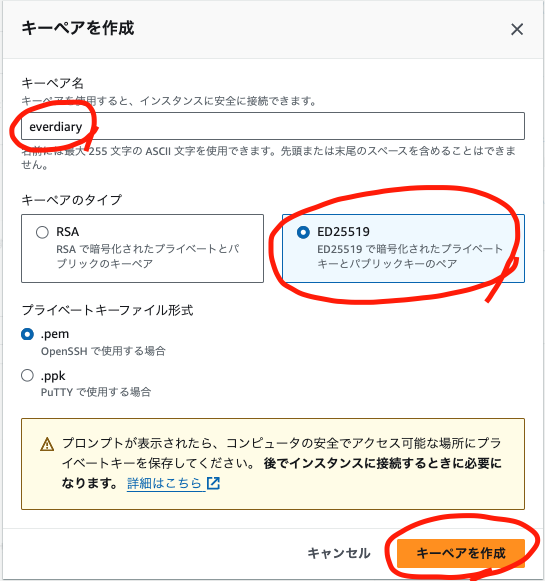 キーペアを作成
キーペア名
キーペアを使用すると、インスタンスに安全に接続できます。
everdiary
名前には最大 255 文字の ASCII 文字を使用できます。先頭または末尾のスペースを含めることはできま
せん。
キーペアのタイプ
RSA
RSA で暗号化されたプライベートとパ
ブリックのキーペア
ED25519
ED25519 で暗号化されたプライベート
キーとパブリックキーのペア
プライベートキーファイル形式
.pem
OpenSSH で使用する場合
.ppk
PuTTY で使用する場合
プロンプトが表示されたら、コンピュータの安全でアクセス可能な場所にプラ
イベートキーを保存してください。 後でインスタンスに接続するときに必要に
なります。 詳細はこちら
キャンセル
キーペアを作成